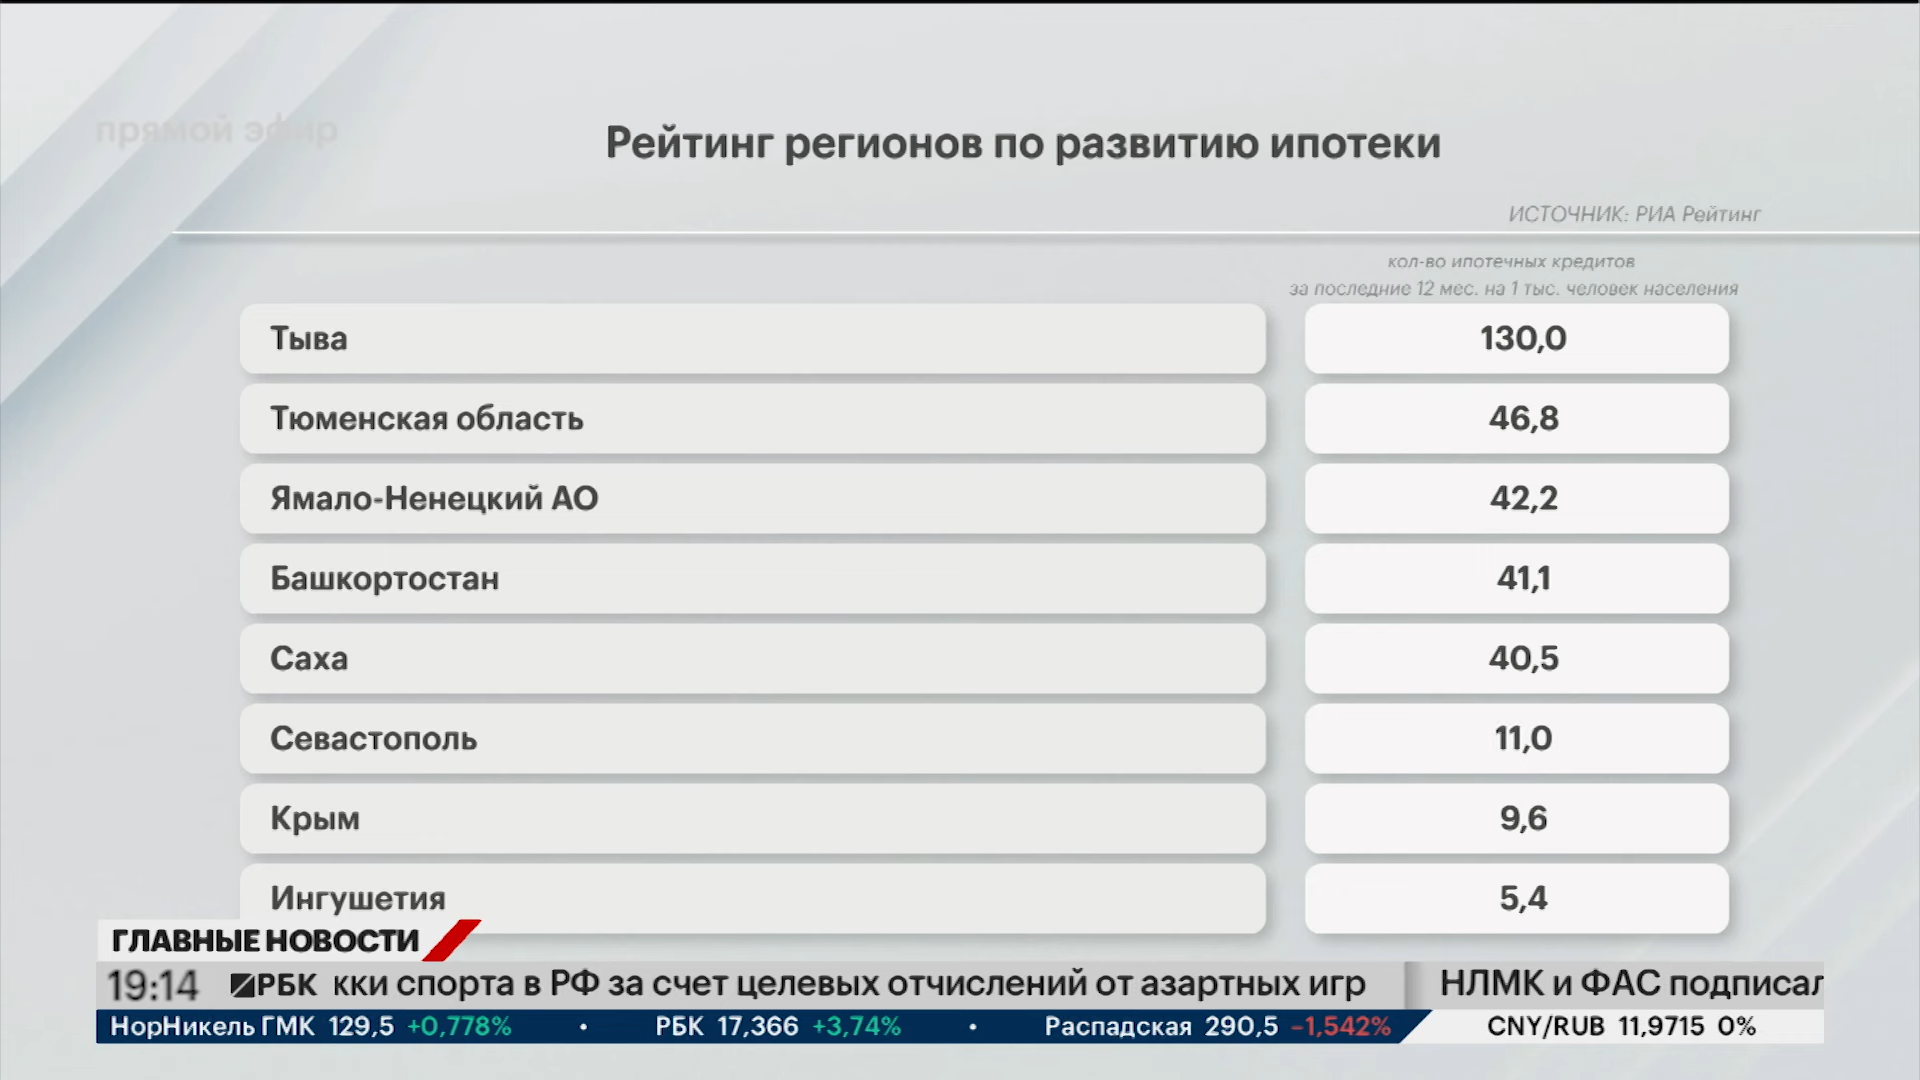 прямой эфир
Рейтинг регионов по развитию ипотеки
ИСТОЧНИК: РИА Рейтинг
кол-во ипотечных кредитов
за последние 12 мес. на 1 тыс. человек населения
Тыва 130,0
Тюменская область 46,8
Ямало-Ненецкий АО 42,2
Башкортостан 41,1
Саха 40,5
Севастополь 11,0
Крым 9,6
Ингушетия 5,4
ГЛАВНЫЕ НОВОСТИ
19:14 РБК кки спорта в РФ за счет целевых отчислений от азартных игр НЛМК и ФАС подписал
НорНикель ГМК 129,5 +0,778% • РБК 17,366 +3,74% • Распадская 290,5 −1,542% CNY/RUB 11,9715 0%